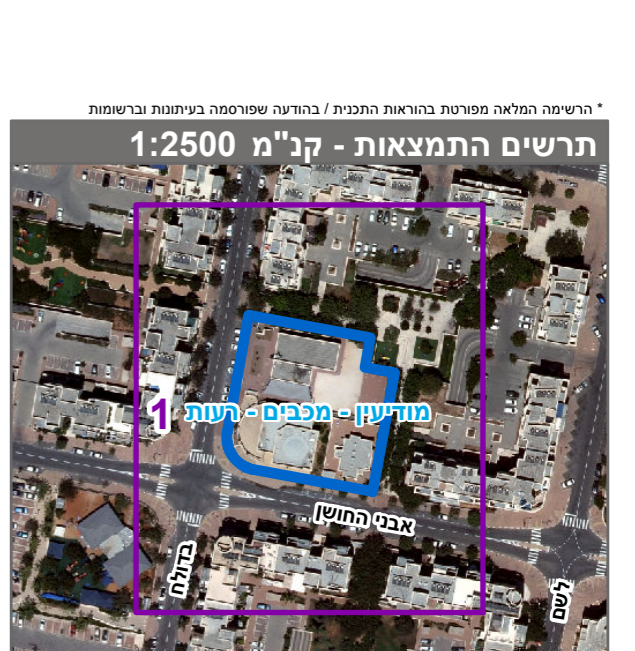 * הרשימה המלאה מפורטת בהוראות התכנית / בהודעה שפורסמה בעיתונות וברשומות
תרשים התמצאות - קנ"מ 1:2500
1
מודיעין - מכבים - רעות
אבני החושן
בדולח
לשם